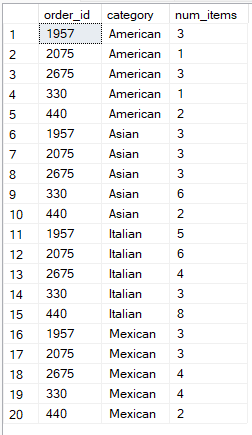 order_id category num_items
1 1957 American 3
2 2075 American 1
3 2675 American 3
4 330 American 1
5 440 American 2
6 1957 Asian 3
7 2075 Asian 3
8 2675 Asian 3
9 330 Asian 6
10 440 Asian 2
11 1957 Italian 5
12 2075 Italian 6
13 2675 Italian 4
14 330 Italian 3
15 440 Italian 8
16 1957 Mexican 3
17 2075 Mexican 3
18 2675 Mexican 4
19 330 Mexican 4
20 440 Mexican 2